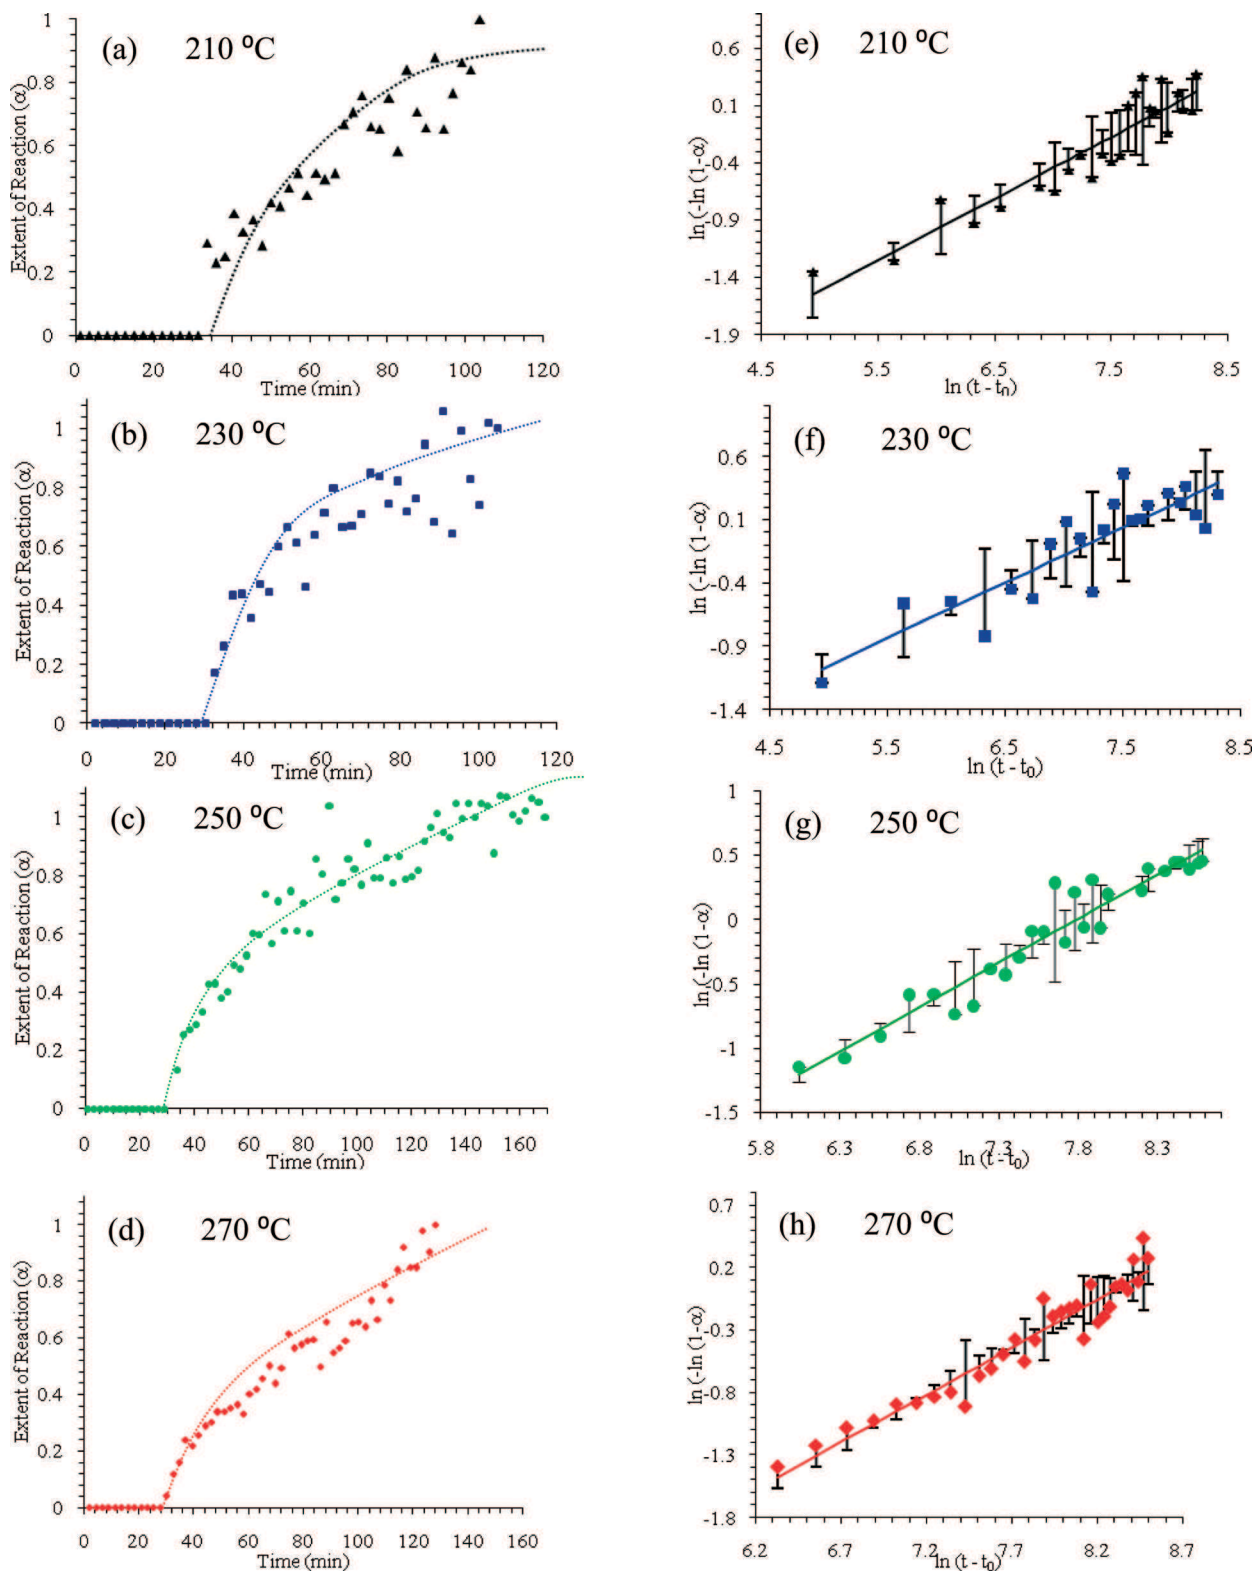 (a) 210 ⁰C
Extent of Reaction (α)
1
0.8
0.6
0.4
0.2
0
0 20 40 60 80 100 120
Time (min)
(e) 210 ⁰C
ln (-ln (1-α)
0.6
0.1
-0.4
-0.9
-1.4
-1.9
4.5 5.5 6.5 7.5 8.5
ln (t - t₀)
(b) 230 ⁰C
Extent of Reaction (α)
1
0.8
0.6
0.4
0.2
0
0 20 40 60 80 100 120
Time (min)
(f) 230 ⁰C
ln (-ln (1-α)
0.6
0.1
-0.4
-0.9
-1.4
4.5 5.5 6.5 7.5 8.5
ln (t - t₀)
(c) 250 ⁰C
Extent of Reaction (α)
1
0.8
0.6
0.4
0.2
0
0 20 40 60 80 100 120 140 160
Time (min)
(g) 250 ⁰C
ln (-ln (1-α)
1
0.5
0
-0.5
-1
-1.5
5.8 6.3 6.8 7.3 7.8 8.3
ln (t - t₀)
(d) 270 ⁰C
Extent of Reaction (α)
1
0.8
0.6
0.4
0.2
0
0 20 40 60 80 100 120 140 160
Time (min)
(h) 270 ⁰C
ln (-ln (1-α)
0.7
0.2
-0.3
-0.8
-1.3
-1.8
6.2 6.7 7.2 7.7 8.2 8.7
ln (t - t₀)